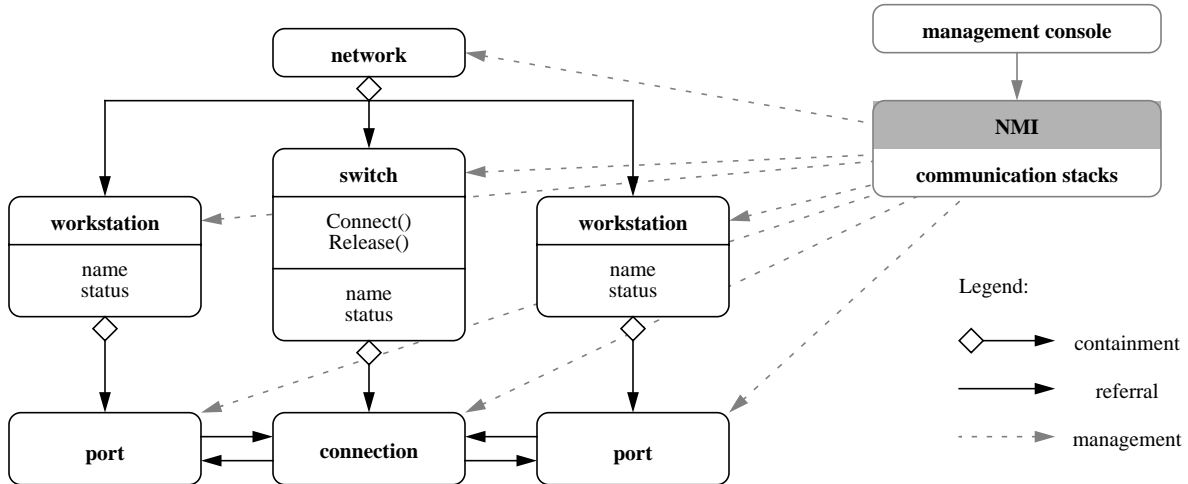 management console
network
NMI
communication stacks
switch
Connect()
Release()
name
status
workstation
name
status
workstation
name
status
Legend:
containment
referral
management
port
connection
port